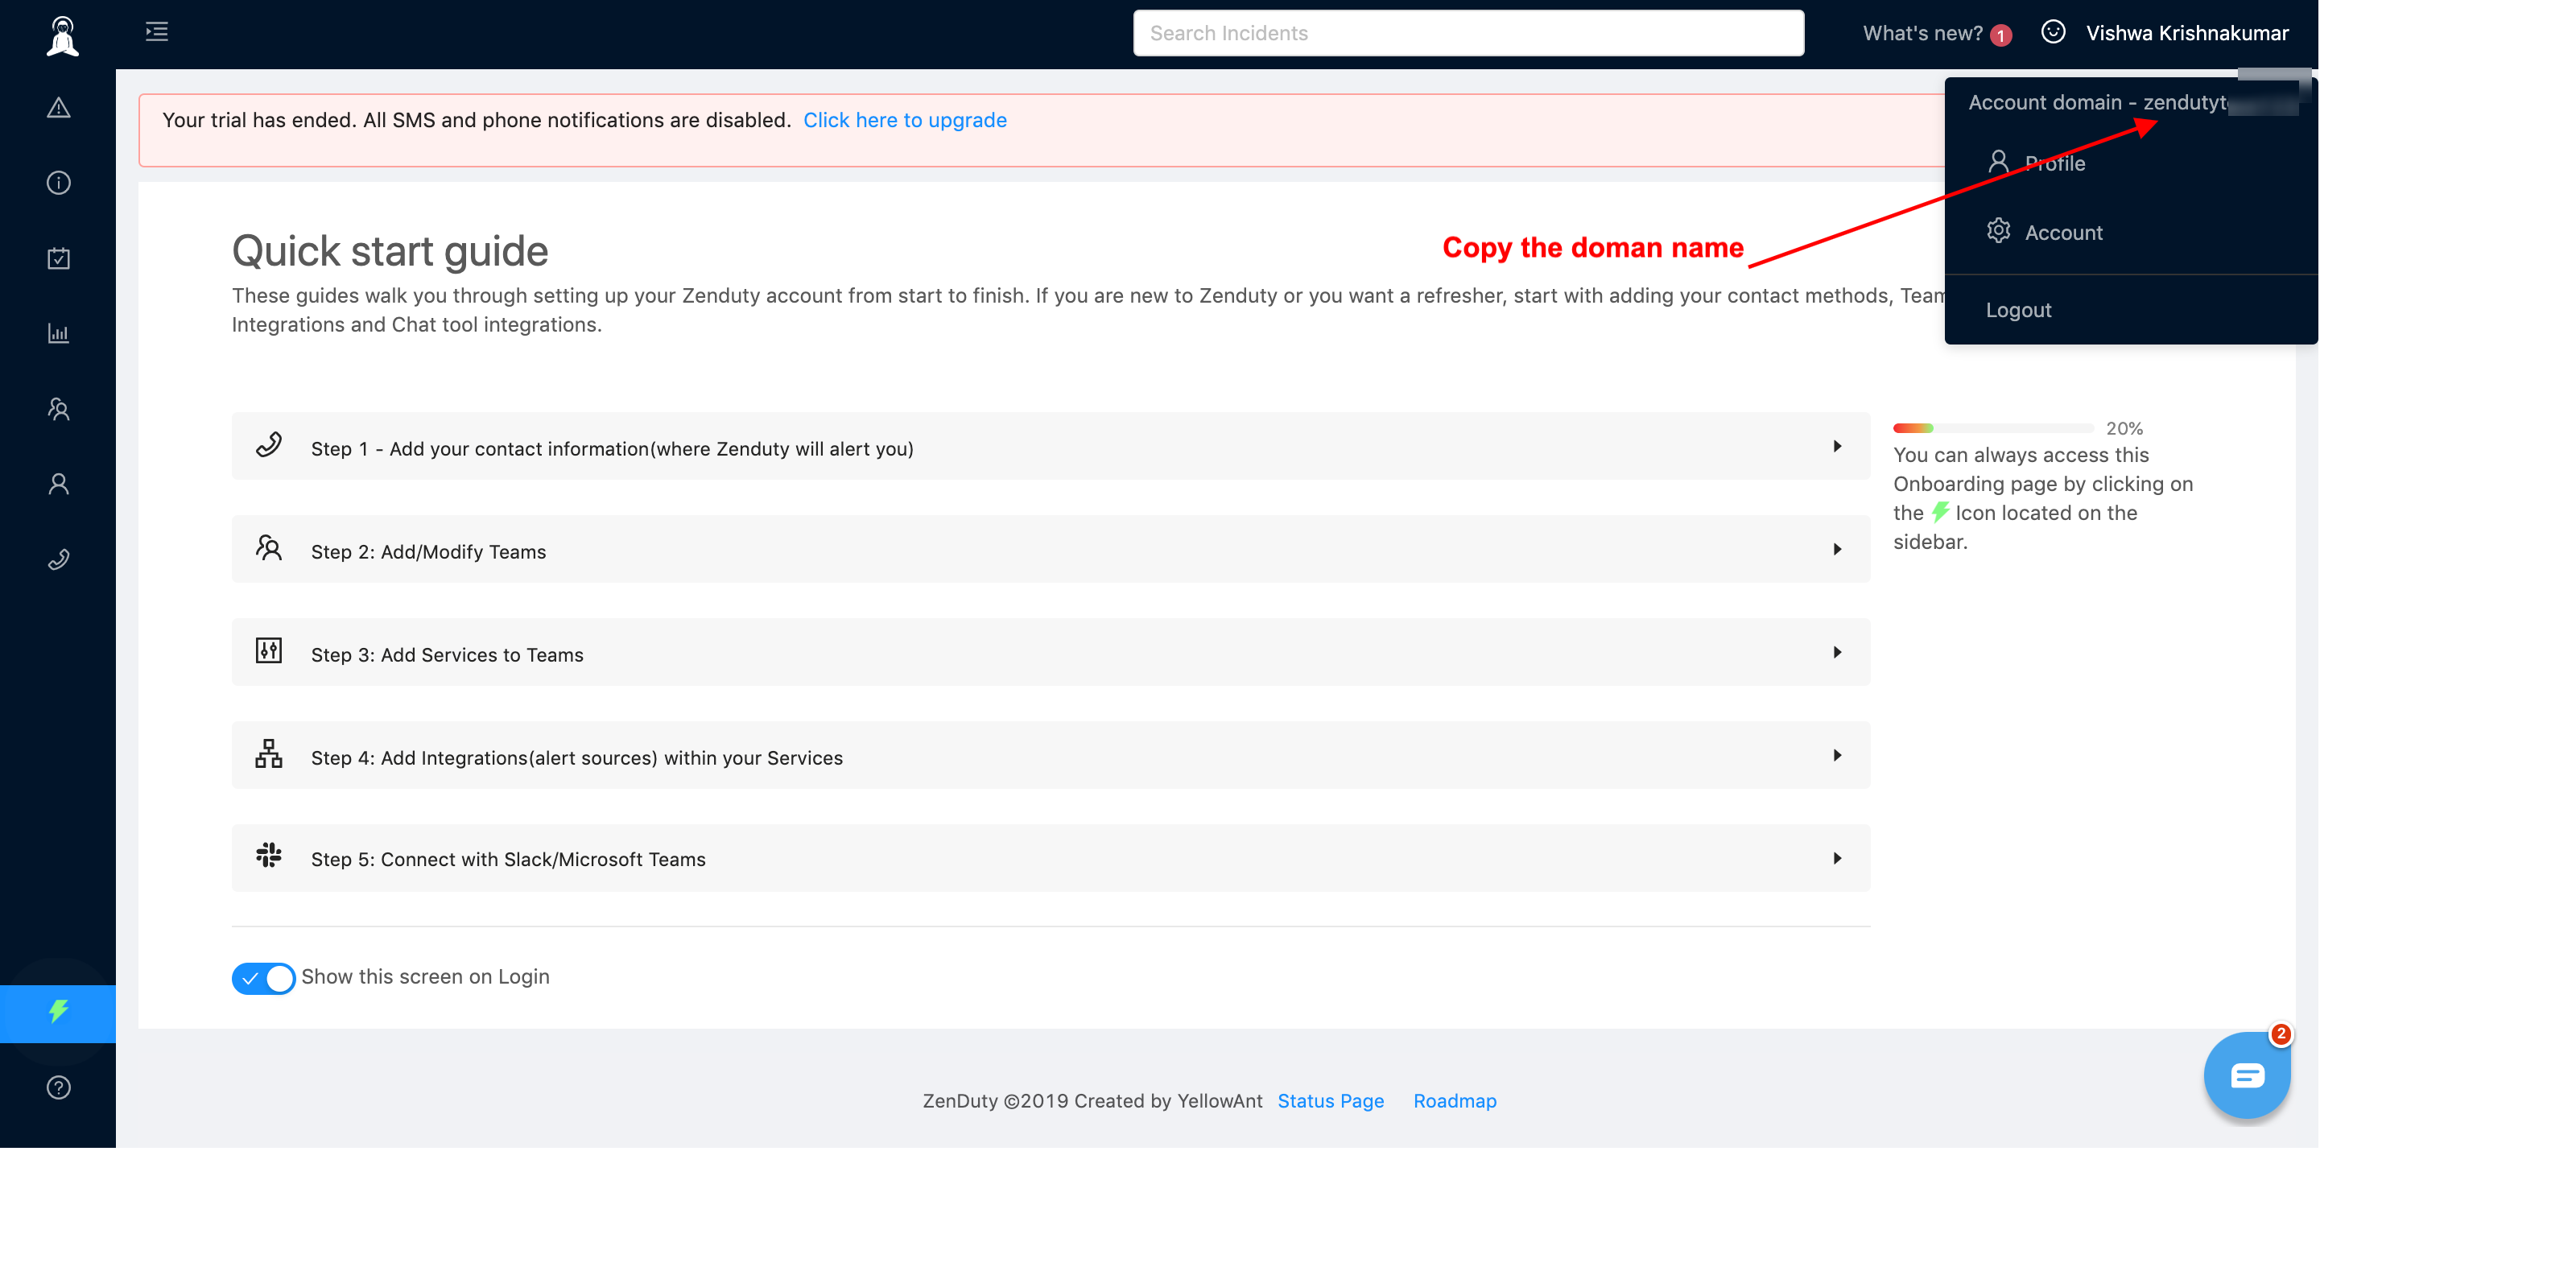 Search Incidents
What's new? 1
Vishwa Krishnakumar
Your trial has ended. All SMS and phone notifications are disabled. Click here to upgrade
Account domain -
Profile
Account
Logout
Copy the doman name
Quick start guide
These guides walk you through setting up your Zenduty account from start to finish. If you are new to Zenduty or you want a refresher, start with adding your contact methods,
Integrations and Chat tool integrations.
Step 1 - Add your contact information(where Zenduty will alert you)
Step 2: Add/Modify Teams
Step 3: Add Services to Teams
Step 4: Add Integrations(alert sources) within your Services
Step 5: Connect with Slack/Microsoft Teams
20%
You can always access this
Onboarding page by clicking on
the Icon located on the
sidebar.
Show this screen on Login
2
ZenDuty ©2019 Created by YellowAnt Status Page Roadmap